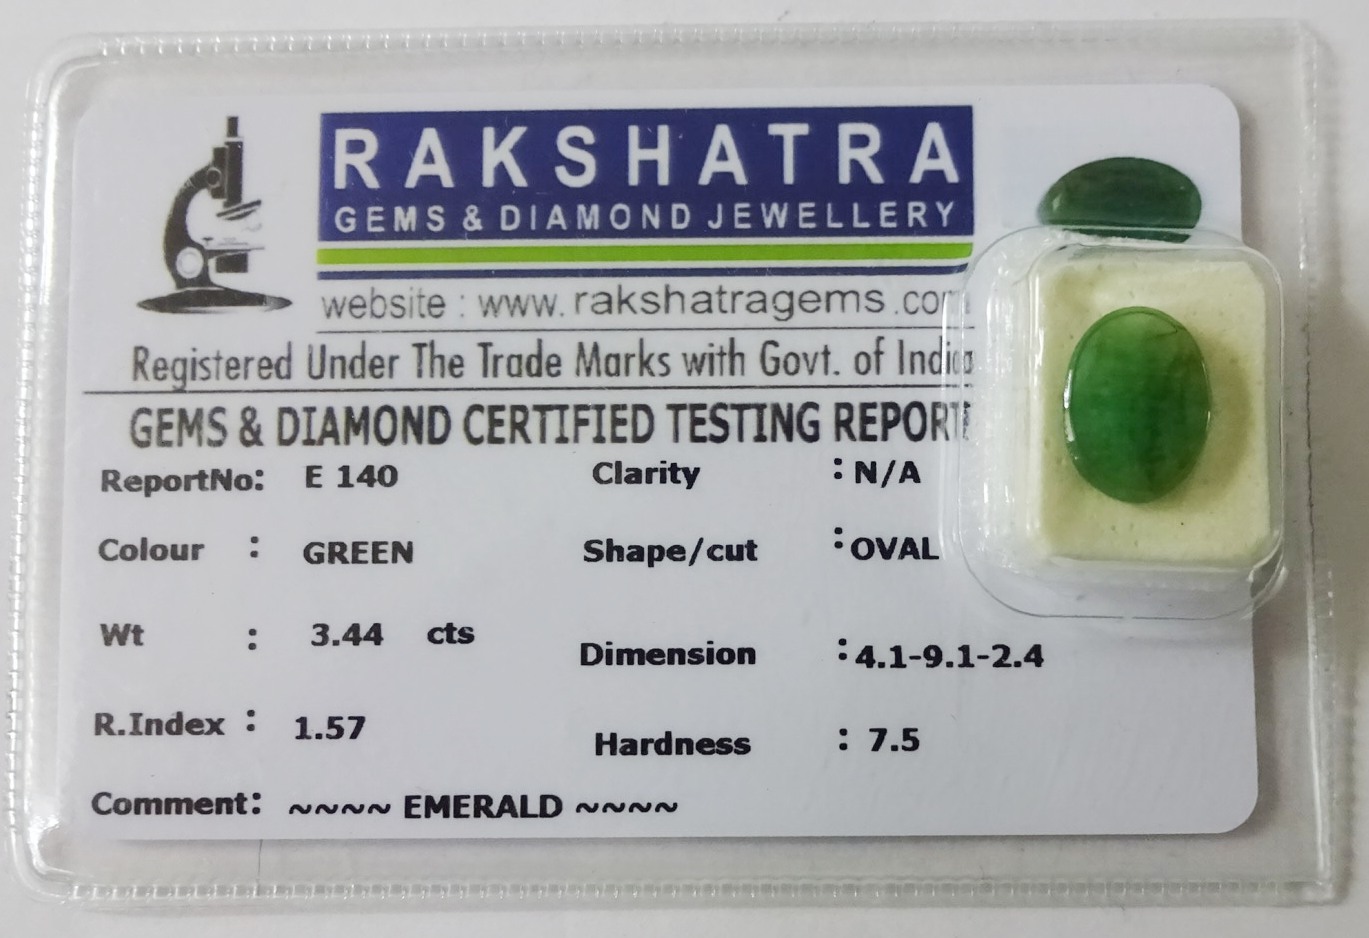 RAKSHATRA
GEMS & DIAMOND JEWELLERY
website : www. rakshatragems .com
Registered Under The Trade Marks with Govt. of India
GEMS & DIAMOND CERTIFIED TESTING REPORT
ReportNo: E 140
Clarity : N/A
Colour : GREEN
Shape/cut : OVAL
Wt : 3.44 cts
Dimension : 4.1-9.1-2.4
R.Index : 1.57
Hardness : 7.5
Comment: ~~~~ EMERALD ~~~~